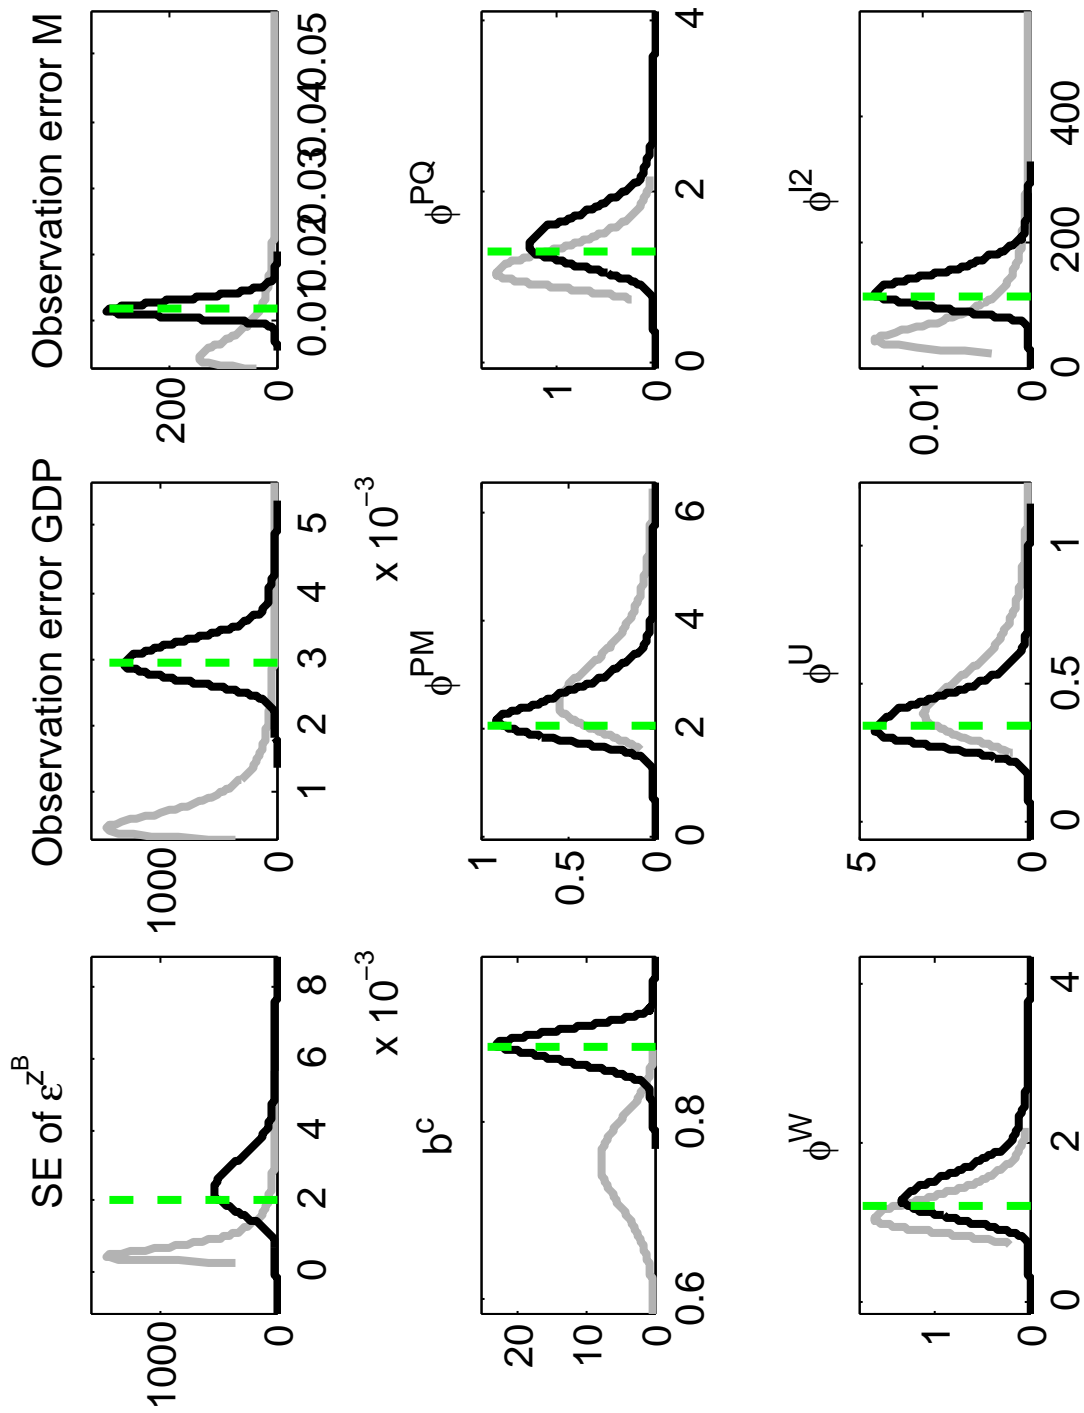 SE of ε^{z^B}
1000
0
0 2 4 6 8
x 10^{−3}
Observation error GDP
1000
0
1 2 3 4 5
x 10^{−3}
Observation error M
200
0
0.01 0.02 0.03 0.04 0.05
b^c
20
10
0
0.6 0.8
ϕ^{PM}
1
0.5
0
0 2 4 6
ϕ^{PQ}
1
0
0 2 4
ϕ^W
1
0
0 2 4
ϕ^U
5
0
0 0.5 1
ϕ^{I2}
0.01
0
0 200 400